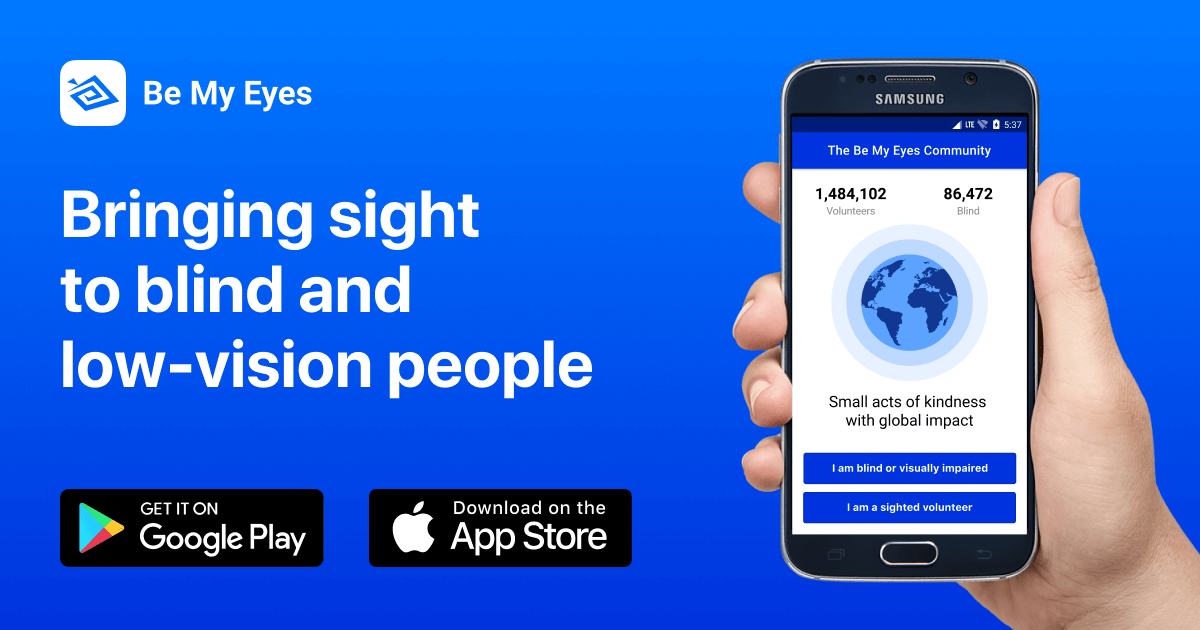 Be My Eyes
Bringing sight
to blind and
low-vision people
GET IT ON
Google Play
Download on the
App Store
SAMSUNG
LTE 5:37
The Be My Eyes Community
1,484,102 86,472
Volunteers Blind
Small acts of kindness
with global impact
I am blind or visually impaired
I am a sighted volunteer